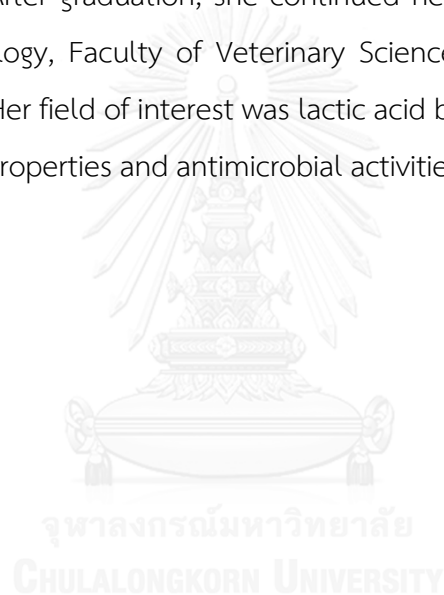 After graduation, she continued he
logy, Faculty of Veterinary Science
Her field of interest was lactic acid b
roperties and antimicrobial activitie
จุฬาลงกรณ์มหาวิทยาลัย
CHULALONGKORN UNIVERSITY